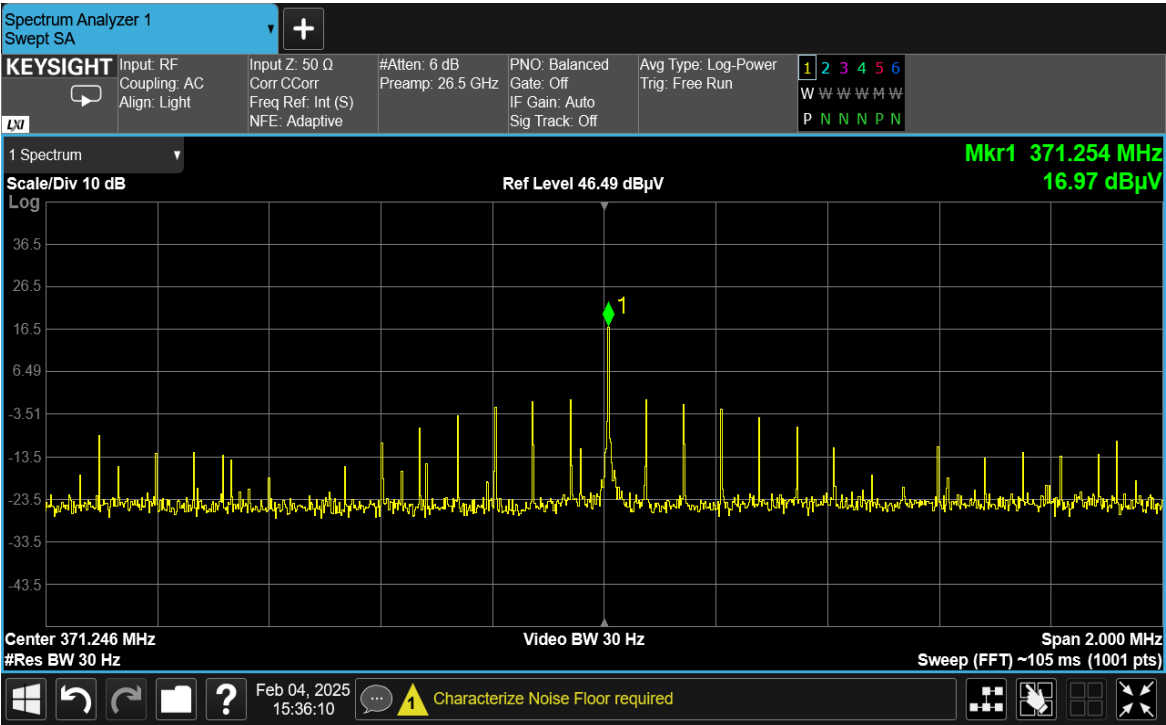 Spectrum Analyzer 1
Swept SA
KEYSIGHT
LXI
Input: RF
Coupling: AC
Align: Light
Input Z: 50 Ω
Corr CCorr
Freq Ref: Int (S)
NFE: Adaptive
#Atten: 6 dB
Preamp: 26.5 GHz
PNO: Balanced
Gate: Off
IF Gain: Auto
Sig Track: Off
Avg Type: Log-Power
Trig: Free Run
1 2 3 4 5 6
W W W W M W
P N N N P N
1 Spectrum
Mkr1 371.254 MHz
16.97 dBµV
Scale/Div 10 dB
Ref Level 46.49 dBµV
Log
36.5
26.5
1
16.5
6.49
-3.51
-13.5
-23.5
-33.5
-43.5
Center 371.246 MHz
Video BW 30 Hz
Span 2.000 MHz
#Res BW 30 Hz
Sweep (FFT) ~105 ms (1001 pts)
?
Feb 04, 2025
15:36:10
1
Characterize Noise Floor required